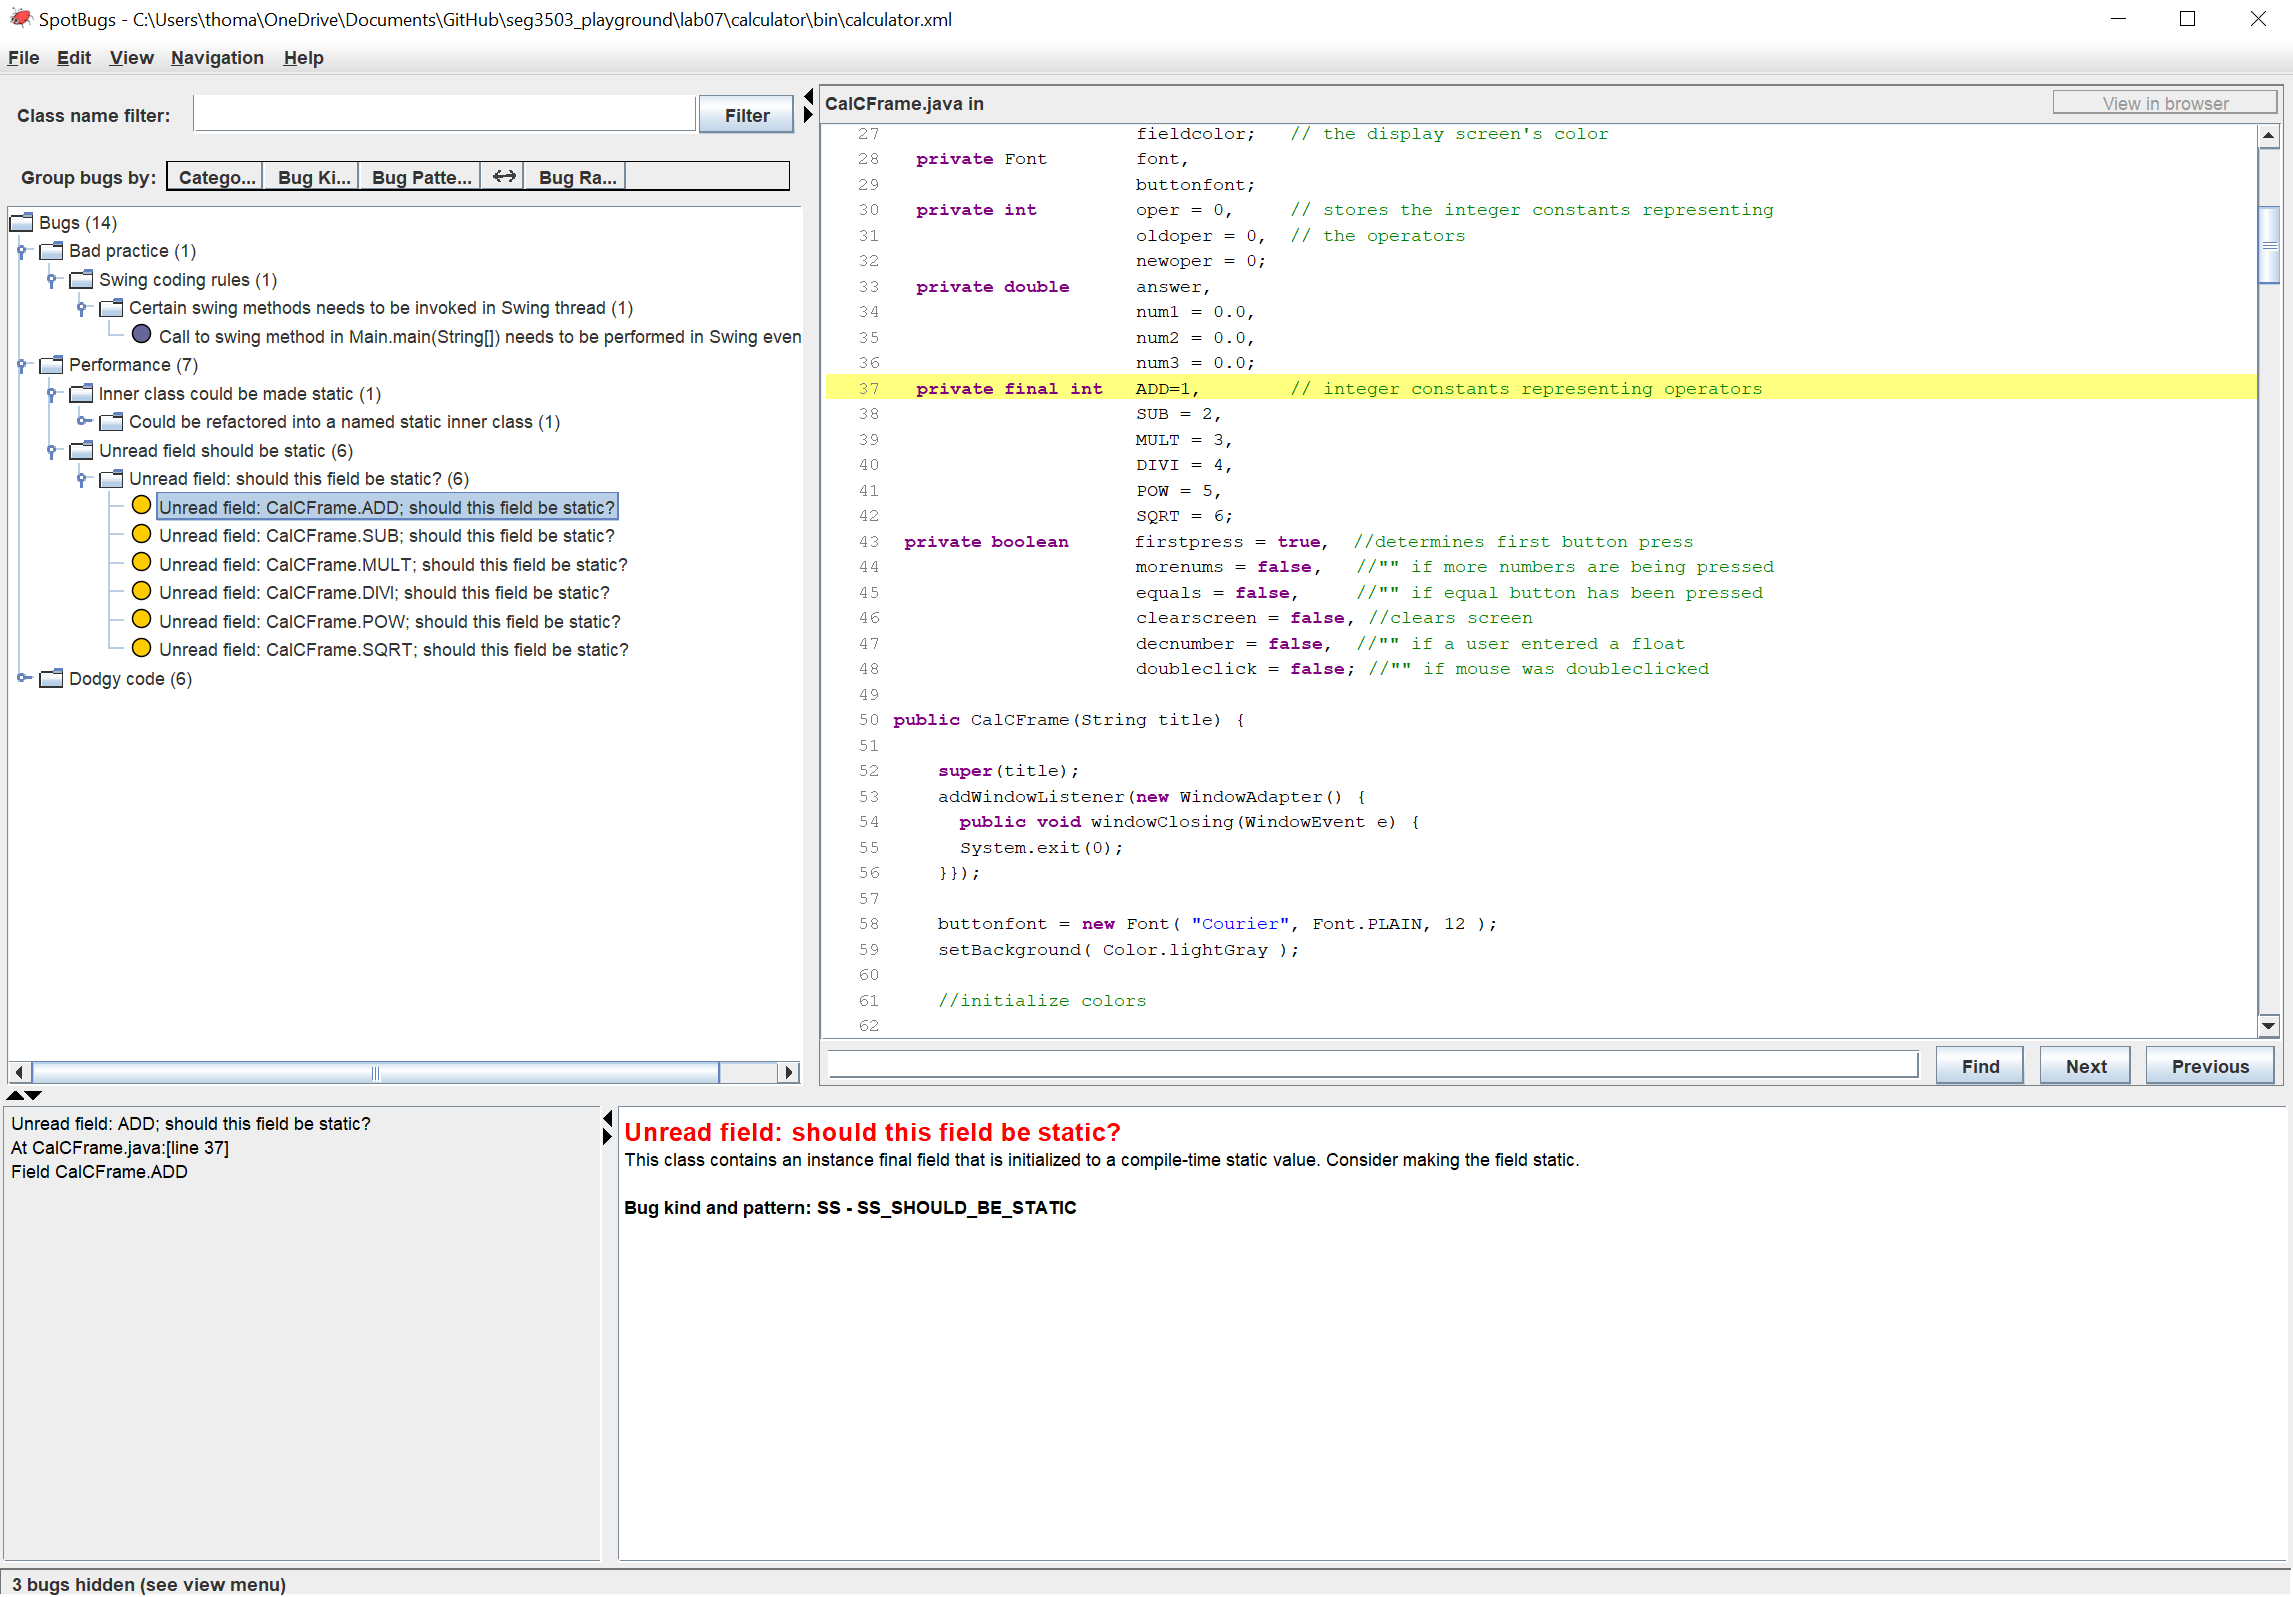 SpotBugs - C:\Users\thoma\OneDrive\Documents\GitHub\seg3503_playground\lab07\calculator\bin\calculator.xml
File Edit View Navigation Help
Class name filter: Filter
Group bugs by: Catego... Bug Ki... Bug Patte... Bug Ra...
Bugs (14)
Bad practice (1)
Swing coding rules (1)
Certain swing methods needs to be invoked in Swing thread (1)
Call to swing method in Main.main(String[]) needs to be performed in Swing even
Performance (7)
Inner class could be made static (1)
Could be refactored into a named static inner class (1)
Unread field should be static (6)
Unread field: should this field be static? (6)
Unread field: CalCFrame.ADD; should this field be static?
Unread field: CalCFrame.SUB; should this field be static?
Unread field: CalCFrame.MULT; should this field be static?
Unread field: CalCFrame.DIVI; should this field be static?
Unread field: CalCFrame.POW; should this field be static?
Unread field: CalCFrame.SQRT; should this field be static?
Dodgy code (6)
CalCFrame.java in
View in browser
27 fieldcolor; // the display screen's color
28 private Font font,
29 buttonfont;
30 private int oper = 0, // stores the integer constants representing
31 oldoper = 0, // the operators
32 newoper = 0;
33 private double answer,
34 num1 = 0.0,
35 num2 = 0.0,
36 num3 = 0.0;
37 private final int ADD=1, // integer constants representing operators
38 SUB = 2,
39 MULT = 3,
40 DIVI = 4,
41 POW = 5,
42 SQRT = 6;
43 private boolean firstpress = true, //determines first button press
44 morenums = false, //"" if more numbers are being pressed
45 equals = false, //"" if equal button has been pressed
46 clearscreen = false, //clears screen
47 decnumber = false, //"" if a user entered a float
48 doubleclick = false; //"" if mouse was doubleclicked
49
50 public CalCFrame(String title) {
51
52 super(title);
53 addWindowListener(new WindowAdapter() {
54 public void windowClosing(WindowEvent e) {
55 System.exit(0);
56 }});
57
58 buttonfont = new Font( "Courier", Font.PLAIN, 12 );
59 setBackground( Color.lightGray );
60
61 //initialize colors
62
Find Next Previous
Unread field: ADD; should this field be static?
At CalCFrame.java:[line 37]
Field CalCFrame.ADD
Unread field: should this field be static?
This class contains an instance final field that is initialized to a compile-time static value. Consider making the field static.
Bug kind and pattern: SS - SS_SHOULD_BE_STATIC
3 bugs hidden (see view menu)